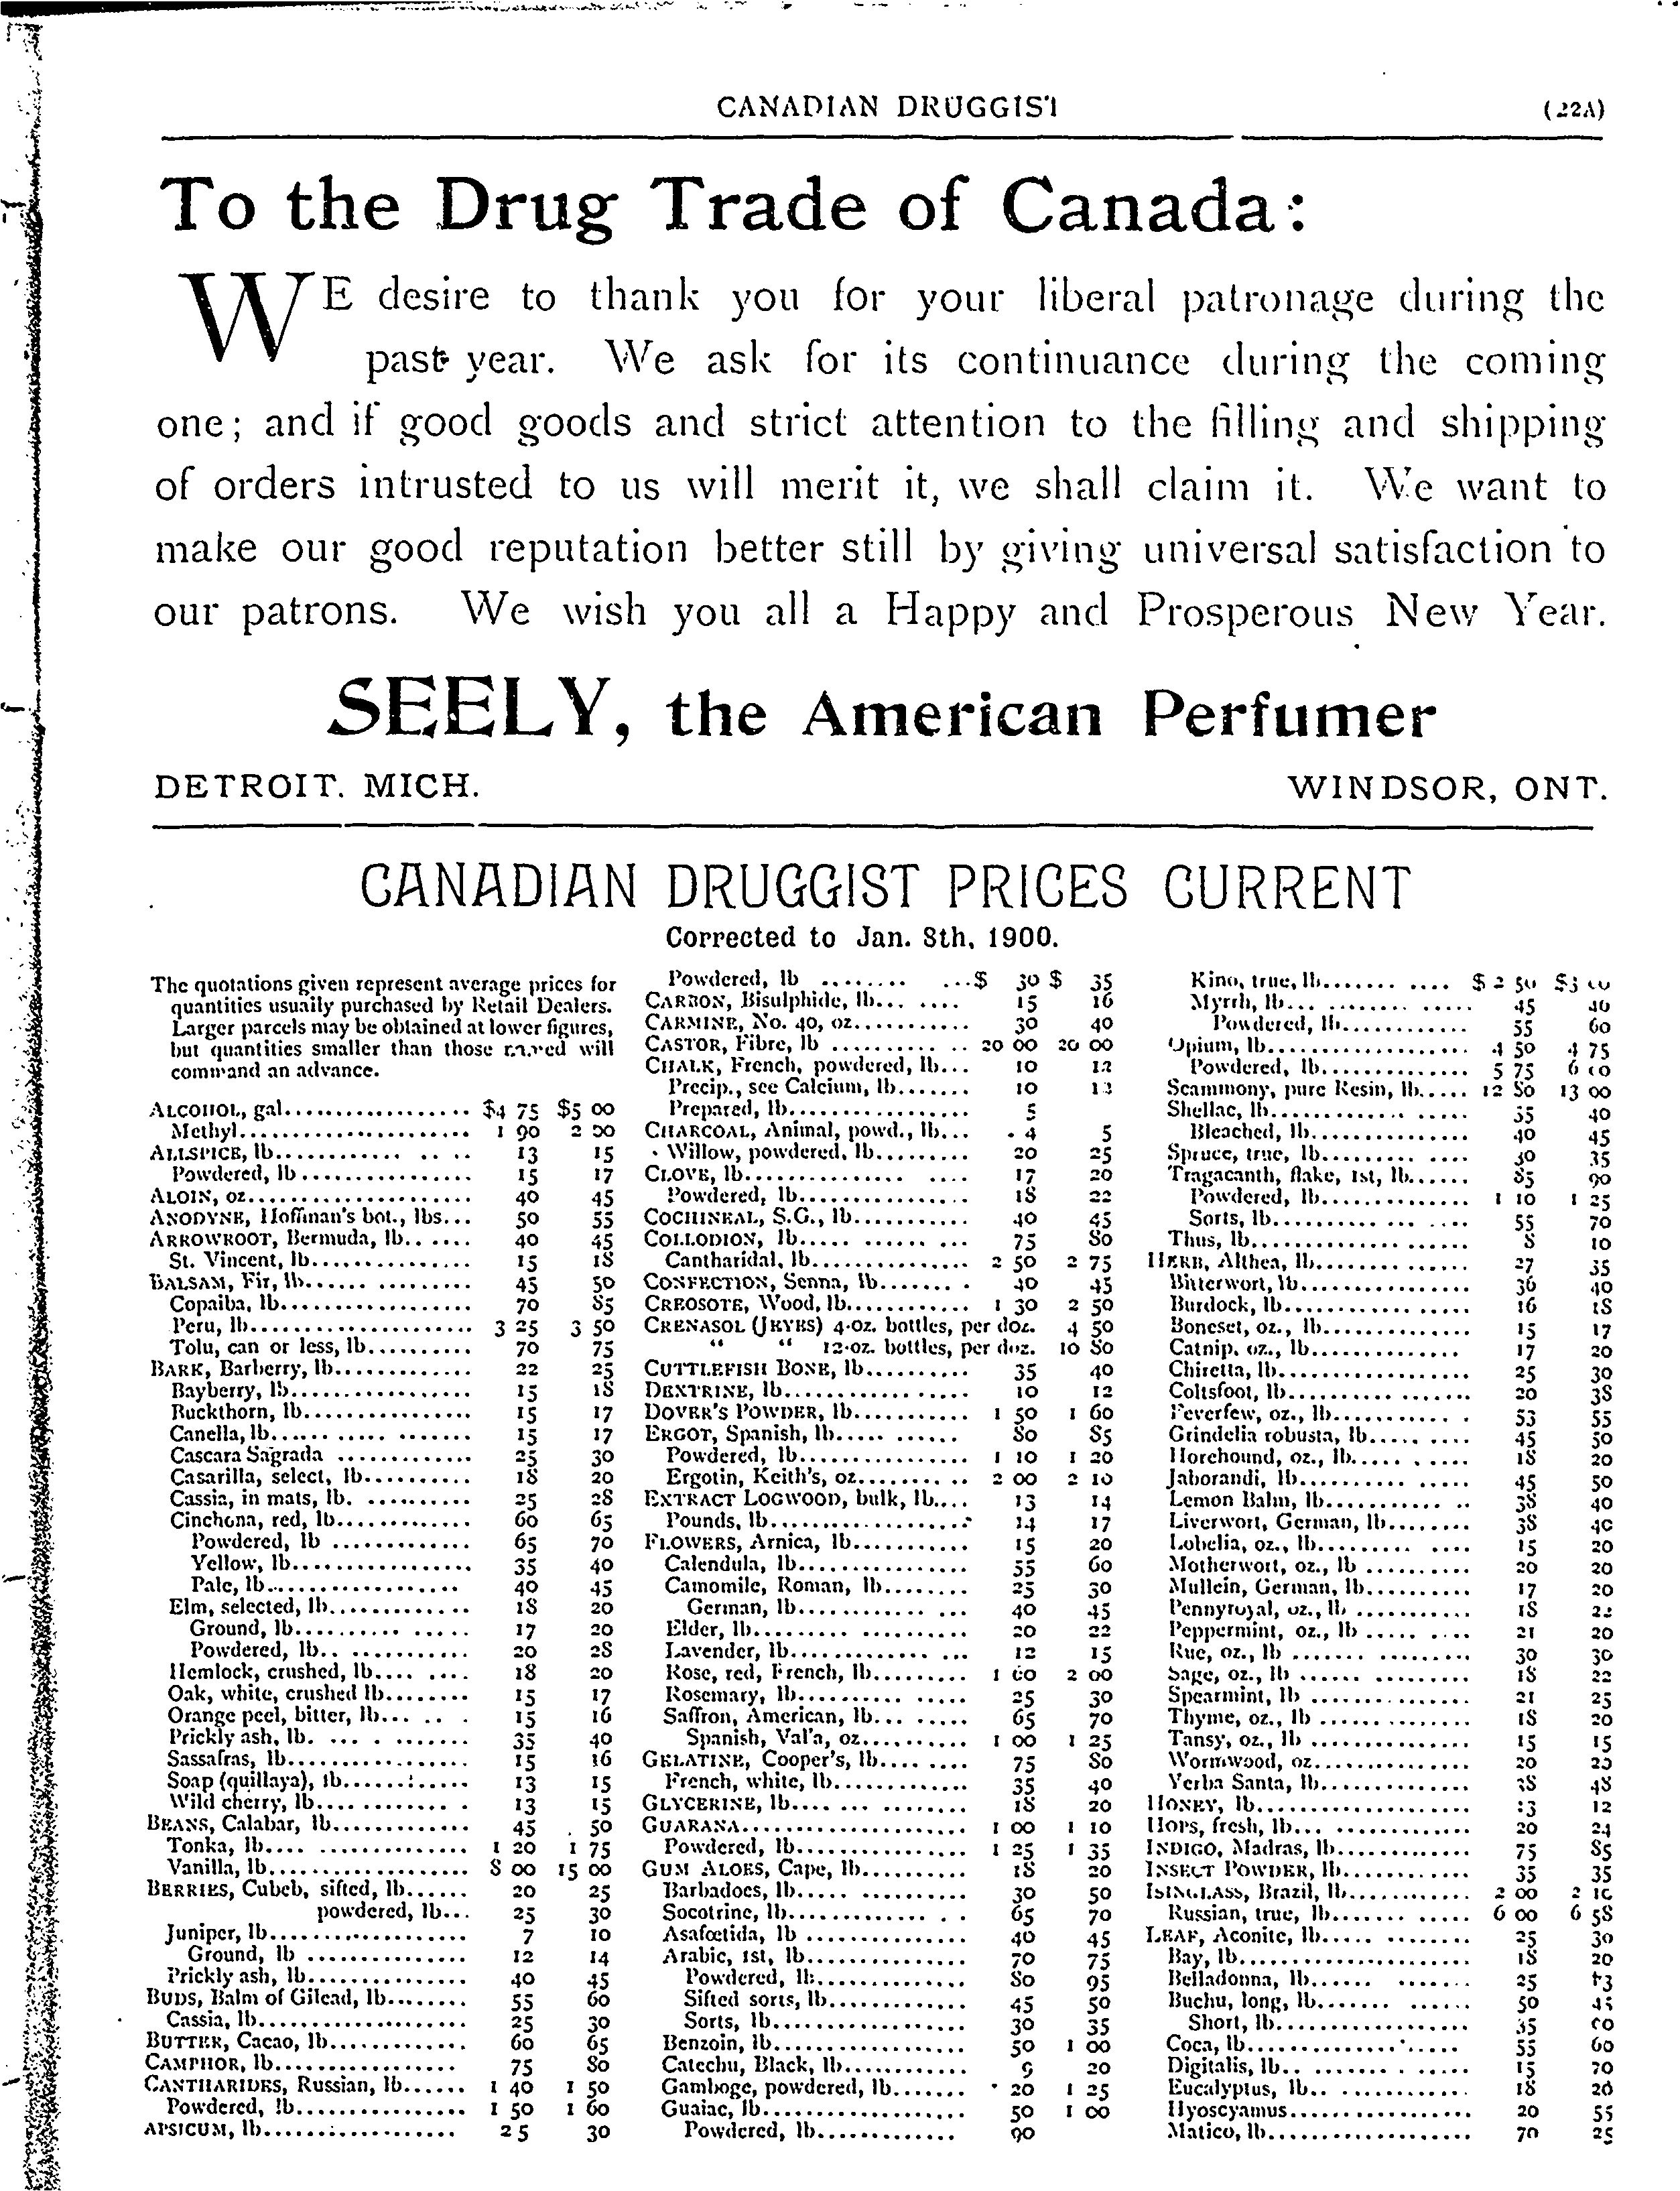 CANADIAN DRUGGIST
(22A)
To the Drug Trade of Canada:
WE desire to thank you for your liberal patronage during the
past year. We ask for its continuance during the coming
one; and if good goods and strict attention to the filling and shipping
of orders intrusted to us will merit it, we shall claim it. We want to
make our good reputation better still by giving universal satisfaction to
our patrons. We wish you all a Happy and Prosperous New Year.
SEELY, the American Perfumer
DETROIT. MICH. WINDSOR, ONT.
CANADIAN DRUGGIST PRICES CURRENT
Corrected to Jan. 8th, 1900.
The quotations given represent average prices for
quantities usually purchased by Retail Dealers.
Larger parcels may be obtained at lower figures,
but quantities smaller than those named will
command an advance.
ALCOHOL, gal.................. $4 75 $5 00
Methyl...................... 1 90 2 00
ALLSPICE, lb............ .. .. 13 15
Powdered, lb ................ 15 17
ALOIN, oz..................... 40 45
ANODYNE, Hoffman's bot., lbs... 50 55
ARROWROOT, Bermuda, lb.. .... 40 45
St. Vincent, lb............... 15 18
BALSAM, Fir, lb...... ........ 45 50
Copaiba, lb.................. 70 85
Peru, lb..................... 3 25 3 50
Tolu, can or less, lb.......... 70 75
BARK, Barberry, lb............. 22 25
Bayberry, lb................. 15 18
Buckthorn, lb................ 15 17
Canella, lb...... ..... ...... 15 17
Cascara Sagrada ............. 25 30
Casarilla, select, lb.......... 18 20
Cassia, in mats, lb. .......... 25 28
Cinchona, red, lb............. 60 65
Powdered, lb ............. 65 70
Yellow, lb................. 35 40
Pale, lb................... 40 45
Elm, selected, lb............. 18 20
Ground, lb.......... ..... 17 20
Powdered, lb.. ........... 20 28
Hemlock, crushed, lb.... .... 18 20
Oak, white, crushed lb........ 15 17
Orange peel, bitter, lb... .. . 15 16
Prickly ash, lb. ... . ....... 35 40
Sassafras, lb................. 15 16
Soap (quillaya), lb............ 13 15
Wild cherry, lb............ . 13 15
BEANS, Calabar, lb............. 45 50
Tonka, lb.... .............. 1 20 1 75
Vanilla, lb................... 8 00 15 00
BERRIES, Cubeb, sifted, lb...... 20 25
powdered, lb... 25 30
Juniper, lb................... 7 10
Ground, lb ............... 12 14
Prickly ash, lb............... 40 45
BUDS, Balm of Gilead, lb........ 55 60
Cassia, lb.................... 25 30
BUTTER, Cacao, lb............. 60 65
CAMPHOR, lb.................. 75 80
CANTHARIDES, Russian, lb...... 1 40 1 50
Powdered, lb................ 1 50 1 60
APSICUM, lb.................. 25 30
Powdered, lb ........ ...$ 30 $ 35
CARBON, Bisulphide, lb... .... 15 16
CARMINE, No. 40, oz........... 30 40
CASTOR, Fibre, lb .......... .. 20 00 20 00
CHALK, French, powdered, lb... 10 12
Precip., see Calcium, lb....... 10
Prepared, lb................ 5
CHARCOAL, Animal, powd., lb... 4 5
Willow, powdered, lb......... 20 25
CLOVE, lb............... .... 17 20
Powdered, lb................ 18 22
COCHINEAL, S.G., lb........... 40 45
COLLODION, lb..... ...... ... 75 80
Cantharidal, lb............... 2 50 2 75
CONFECTION, Senna, lb....... . 40 45
CREOSOTE, Wood, lb............ 1 30 2 50
CRENASOL (JEYES) 4-oz. bottles, per doz. 4 50
" " 12-oz. bottles, per doz. 10 80
CUTTLEFISH BONE, lb.......... 35 40
DEXTRINE, lb.................. 10 12
DOVER'S POWDER, lb........... 1 50 1 60
ERGOT, Spanish, lb..... ...... 80 85
Powdered, lb................ 1 10 1 20
Ergotin, Keith's, oz........ .. 2 00 2 10
EXTRACT LOGWOOD, bulk, lb.... 13 14
Pounds, lb................... 14 17
FLOWERS, Arnica, lb........... 15 20
Calendula, lb................ 55 60
Camomile, Roman, lb........ 25 30
German, lb............ ... 40 45
Elder, lb......... ............ 20 22
Lavender, lb.............. ... 12 15
Rose, red, French, lb......... 1 60 2 00
Rosemary, lb.......... ..... 25 30
Saffron, American, lb... ..... 65 70
Spanish, Val'a, oz.......... 1 00 1 25
GELATINE, Cooper's, lb.... .... 75 80
French, white, lb............. 35 40
GLYCERINE, lb.... ... ........ 18 20
GUARANA..................... 1 00 1 10
Powdered, lb................ 1 25 1 35
GUM ALOES, Cape, lb.......... 18 20
Barbadoes, lb..... ........... 30 50
Socotrine, lb............. . . 65 70
Asafœtida, lb ............... 40 45
Arabic, 1st, lb............... 70 75
Powdered, lb.............. 80 95
Sifted sorts, lb............. 45 50
Sorts, lb.................. 30 35
Benzoin, lb.................. 50 1 00
Catechu, Black, lb............ 9 20
Gamboge, powdered, lb....... 20 1 25
Guaiac, lb................... 50 1 00
Powdered, lb............. 90
Kino, true, lb........ .... $ 2 50
Myrrh, lb... ........ ..... 45
Powdered, lb............ 55 60
Opium, lb................... 4 50 4 75
Powdered, lb............... 5 75
Scammony, pure Resin, lb..... 12 80 13 00
Shellac, lb............ ..... 35 40
Bleached, lb............... 40 45
Spruce, true, lb......... .... 30 35
Tragacanth, flake, 1st, lb...... 85 90
Powdered, lb.............. 1 10 1 25
Sorts, lb.......... ... .... 55 70
Thus, lb............... ...... 8 10
HERB, Althea, lb............... 27 35
Bitterwort, lb................ 36 40
Burdock, lb.................. 16 18
Boneset, oz., lb.............. 15 17
Catnip, oz., lb............... 17 20
Chiretta, lb.................. 25 30
Coltsfoot, lb................. 20 38
Feverfew, oz., lb............ . 53 55
Grindelia robusta, lb..... .... 45 50
Horehound, oz., lb..... . .... 18 20
Jaborandi, lb............ ..... 45 50
Lemon Balm, lb............ .. 38 40
Liverwort, German, lb........ 38 40
Lobelia, oz., lb.......... .... 15 20
Motherwort, oz., lb .......... 20 20
Mullein, German, lb.......... 17 20
Pennyroyal, oz., lb ........... 18
Peppermint, oz., lb ..... .... 21 20
Rue, oz., lb ....... ......... 30 30
Sage, oz., lb ...... ......... 18 22
Spearmint, lb ............... 21 25
Thyme, oz., lb .............. 18 20
Tansy, oz., lb ............... 15 15
Wormwood, oz............... 20
Yerba Santa, lb.............. 38 48
HONEY, lb.................... 12
HOPS, fresh, lb... ............. 20 24
INDIGO, Madras, lb............. 75 85
INSECT POWDER, lb............ 35 35
ISINGLASS, Brazil, lb........... 2 00
Russian, true, lb........ ..... 6 00 6 58
LEAF, Aconite, lb..... ........ 25 30
Bay, lb...................... 18 20
Belladonna, lb...... ....... 25
Buchu, long, lb....... ...... 50
Short, lb.................. 35
Coca, lb..................... 55 60
Digitalis, lb.. .............. 15 70
Eucalyptus, lb.. ............ 18 20
Hyoscyamus................. 20 55
Matico, lb................... 70 25